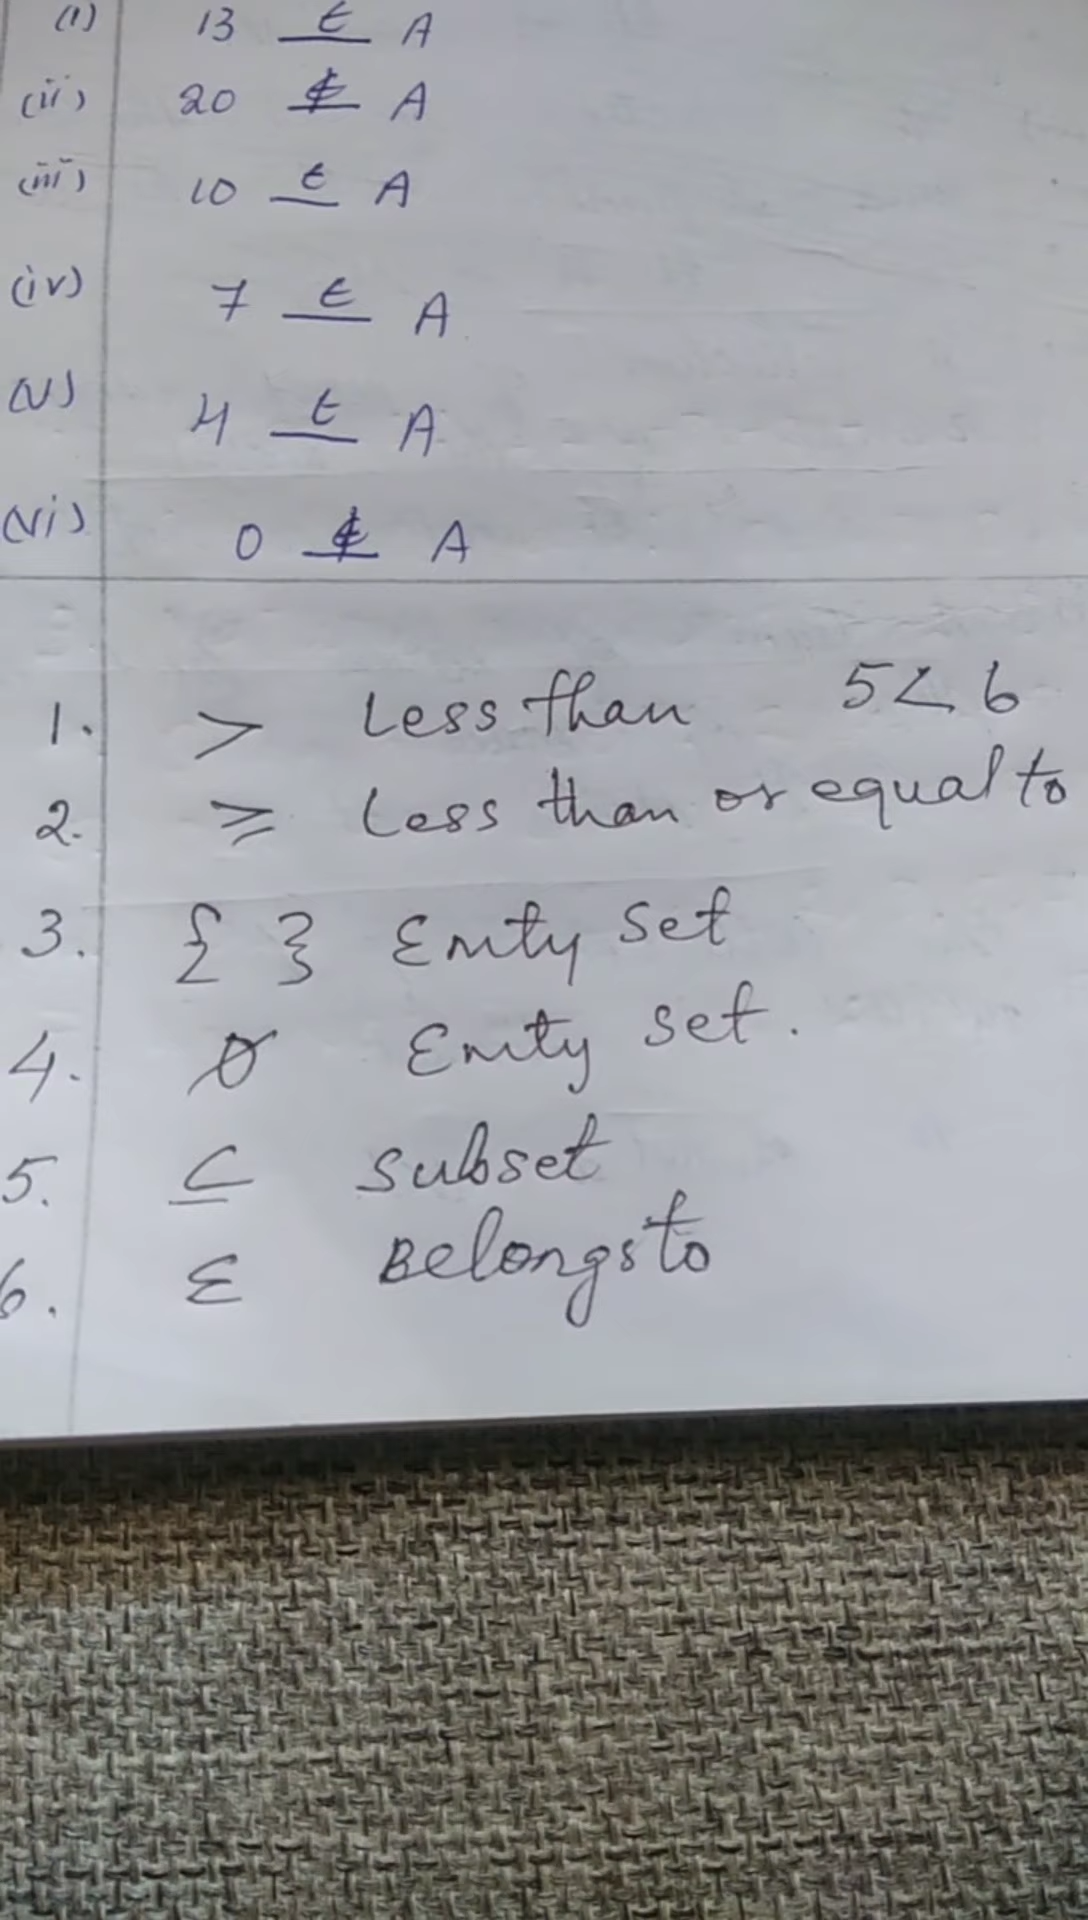 (i) 13 ∈ A
(ii) 20 ∉ A
(iii) 10 ∈ A
(iv) 7 ∈ A
(v) 4 ∈ A
(vi) 0 ∉ A
1. > Less than 5 < 6
2. ≥ Less than or equal to
3. { } Emty set
4. Ø Emty set.
5. ⊆ subset
6. ∈ Belongs to